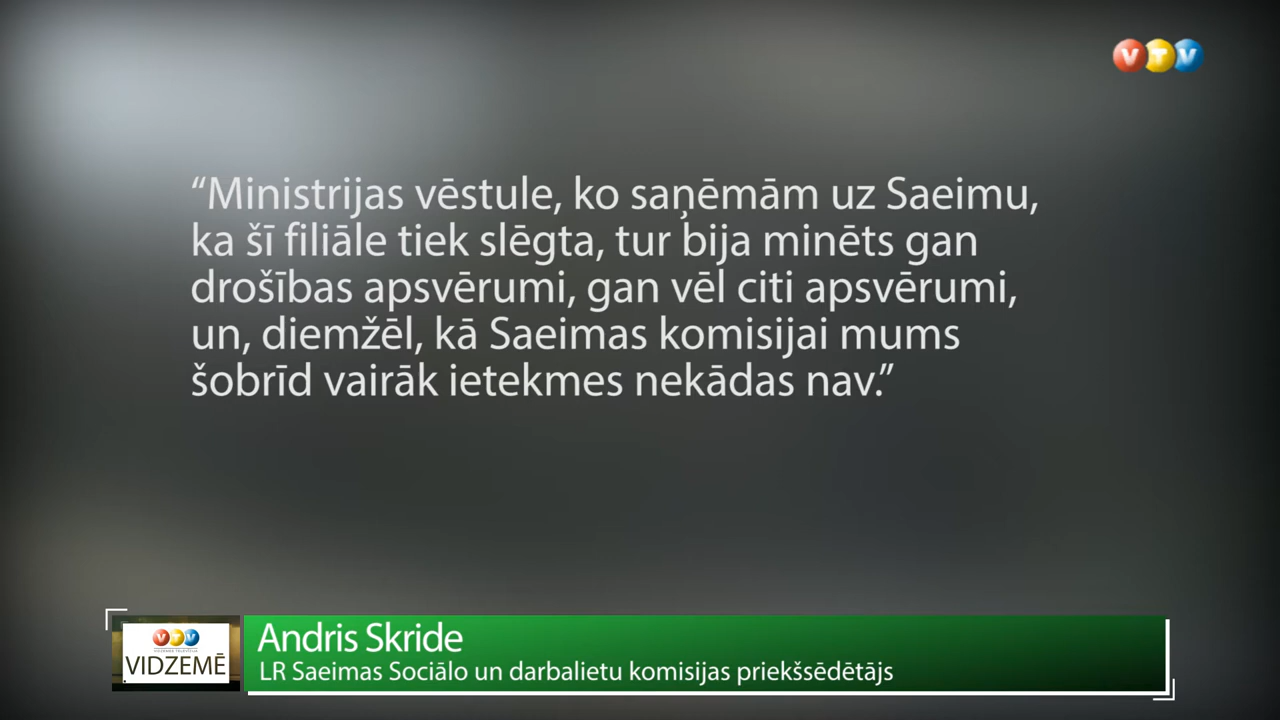 VTV
“Ministrijas vēstule, ko saņēmām uz Saeimu,
ka šī filiāle tiek slēgta, tur bija minēts gan
drošības apsvērumi, gan vēl citi apsvērumi,
un, diemžēl, kā Saeimas komisijai mums
šobrīd vairāk ietekmes nekādas nav.”
VTV
VIDZEMĒ
Andris Skride
LR Saeimas Sociālo un darbalietu komisijas priekšsēdētājs